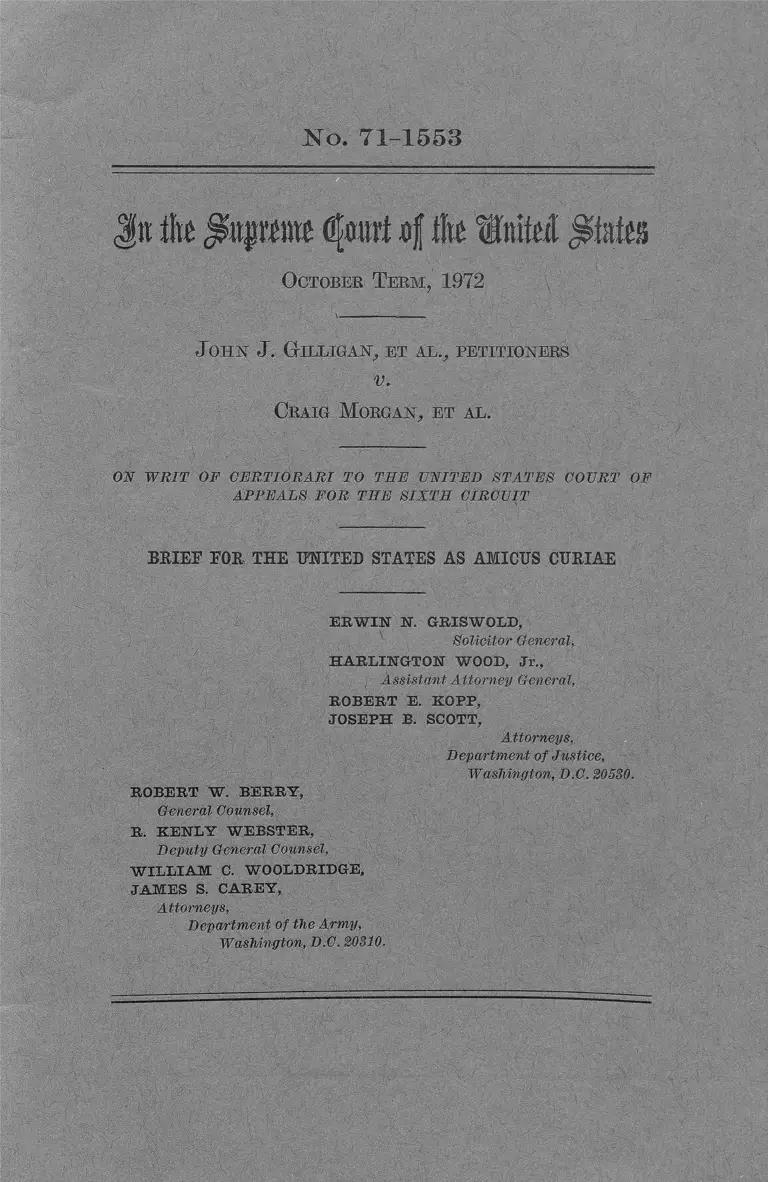 No. 71–1553
In the Supreme Court of the United States
OCTOBER TERM, 1972
JOHN J. GILLIGAN, ET AL., PETITIONERS
v.
CRAIG MORGAN, ET AL.
ON WRIT OF CERTIORARI TO THE UNITED STATES COURT OF
APPEALS FOR THE SIXTH CIRCUIT
BRIEF FOR THE UNITED STATES AS AMICUS CURIAE
ERWIN N. GRISWOLD,
Solicitor General,
HARLINGTON WOOD, Jr.,
Assistant Attorney General,
ROBERT E. KOPP,
JOSEPH B. SCOTT,
Attorneys,
Department of Justice,
Washington, D.C. 20530.
ROBERT W. BERRY,
General Counsel,
R. KENLY WEBSTER,
Deputy General Counsel,
WILLIAM C. WOOLDRIDGE,
JAMES S. CAREY,
Attorneys,
Department of the Army,
Washington, D.C. 20310.